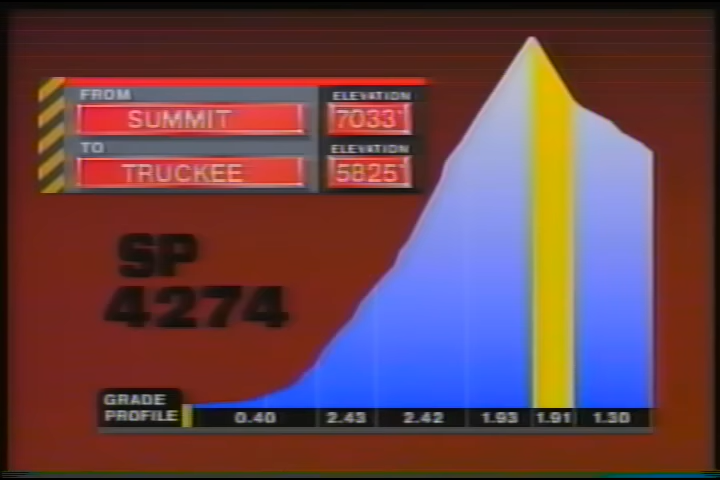 FROM
ELEVATION
SUMMIT
7033'
TO
ELEVATION
TRUCKEE
5825'
SP
4274
GRADE
PROFILE
0.40 2.43 2.42 1.93 1.91 1.30